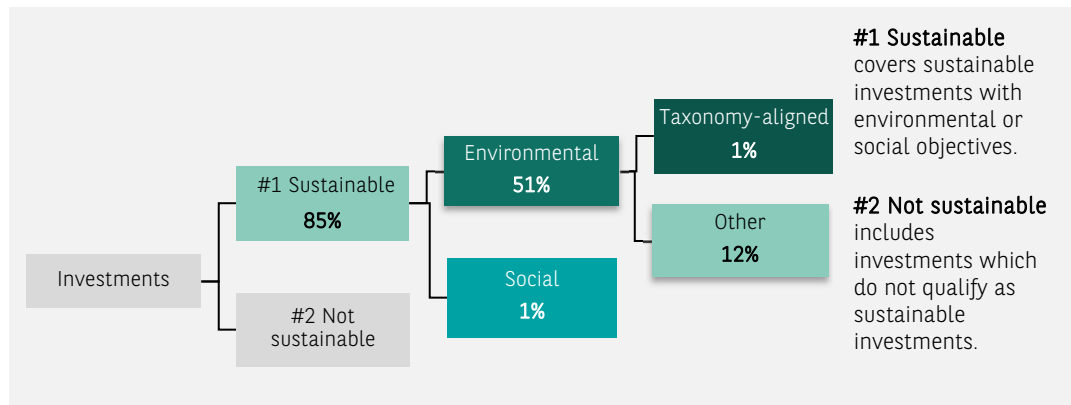 Investments
#1 Sustainable
85%
#2 Not
sustainable
Environmental
51%
Social
1%
Taxonomy-aligned
1%
Other
12%
#1 Sustainable
covers sustainable
investments with
environmental or
social objectives.
#2 Not sustainable
includes
investments which
do not qualify as
sustainable
investments.